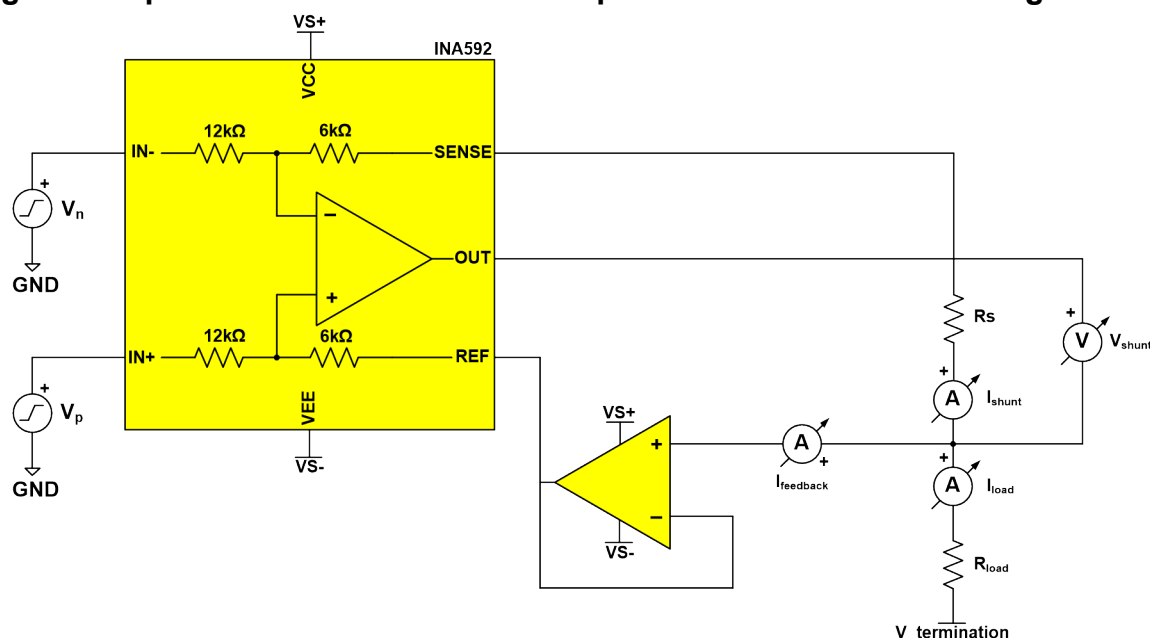 VS+
INA592
VCC
12kΩ
6kΩ
IN-
SENSE
+
Vn
−
GND
OUT
+
Rs
+
V
Vshunt
12kΩ
6kΩ
IN+
REF
+
A
Ishunt
+
Vp
VEE
VS+
+
A
+
Ifeedback
+
A
Iload
VS-
GND
−
VS-
Rload
V_termination